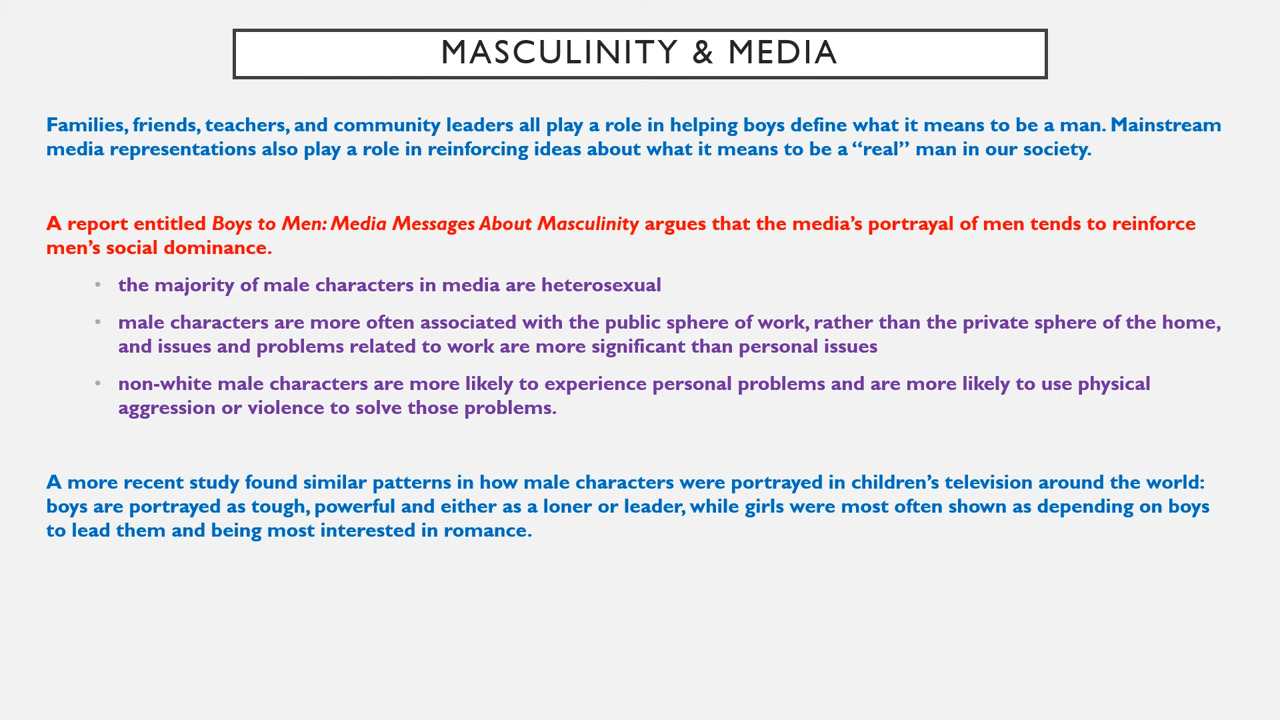 MASCULINITY & MEDIA
Families, friends, teachers, and community leaders all play a role in helping boys define what it means to be a man. Mainstream
media representations also play a role in reinforcing ideas about what it means to be a “real” man in our society.
A report entitled Boys to Men: Media Messages About Masculinity argues that the media’s portrayal of men tends to reinforce
men’s social dominance.
• the majority of male characters in media are heterosexual
• male characters are more often associated with the public sphere of work, rather than the private sphere of the home,
and issues and problems related to work are more significant than personal issues
• non-white male characters are more likely to experience personal problems and are more likely to use physical
aggression or violence to solve those problems.
A more recent study found similar patterns in how male characters were portrayed in children’s television around the world:
boys are portrayed as tough, powerful and either as a loner or leader, while girls were most often shown as depending on boys
to lead them and being most interested in romance.